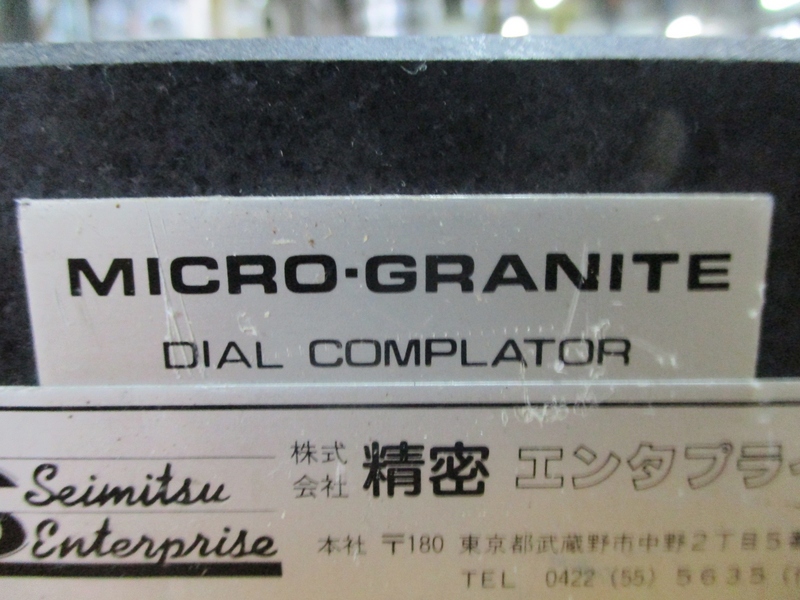 MICRO·GRANITE
DIAL COMPLATOR
Seimitsu
Enterprise
株式
会社
精密 エンタプライ
本社 〒180 東京都武蔵野市中野2丁目5
TEL 0422 (55) 5635